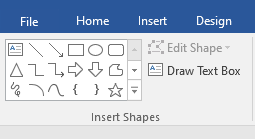 File Home Insert Design
Edit Shape
Draw Text Box
Insert Shapes